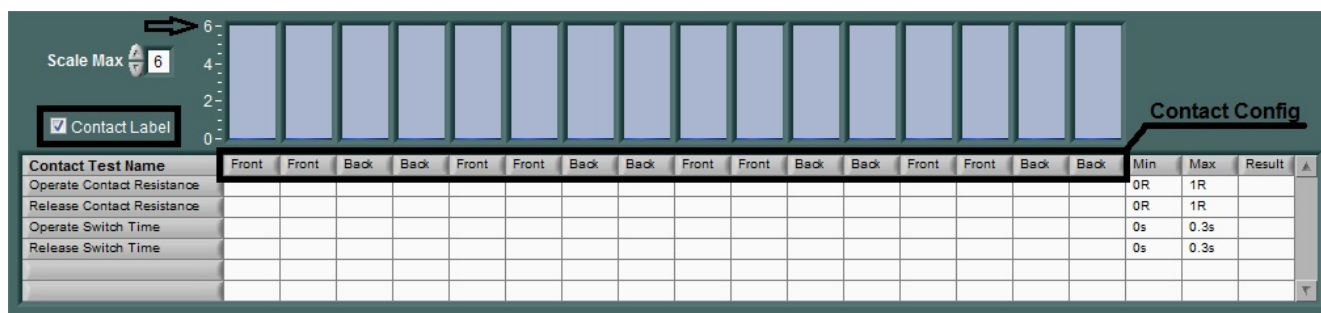 6
Scale Max 6
4
2
Contact Config
Contact Label
0
Contact Test Name Front Front Back Back Front Front Back Back Front Front Back Back Front Front Back Back Min Max Result
Operate Contact Resistance 0R 1R
Release Contact Resistance 0R 1R
Operate Switch Time 0s 0.3s
Release Switch Time 0s 0.3s